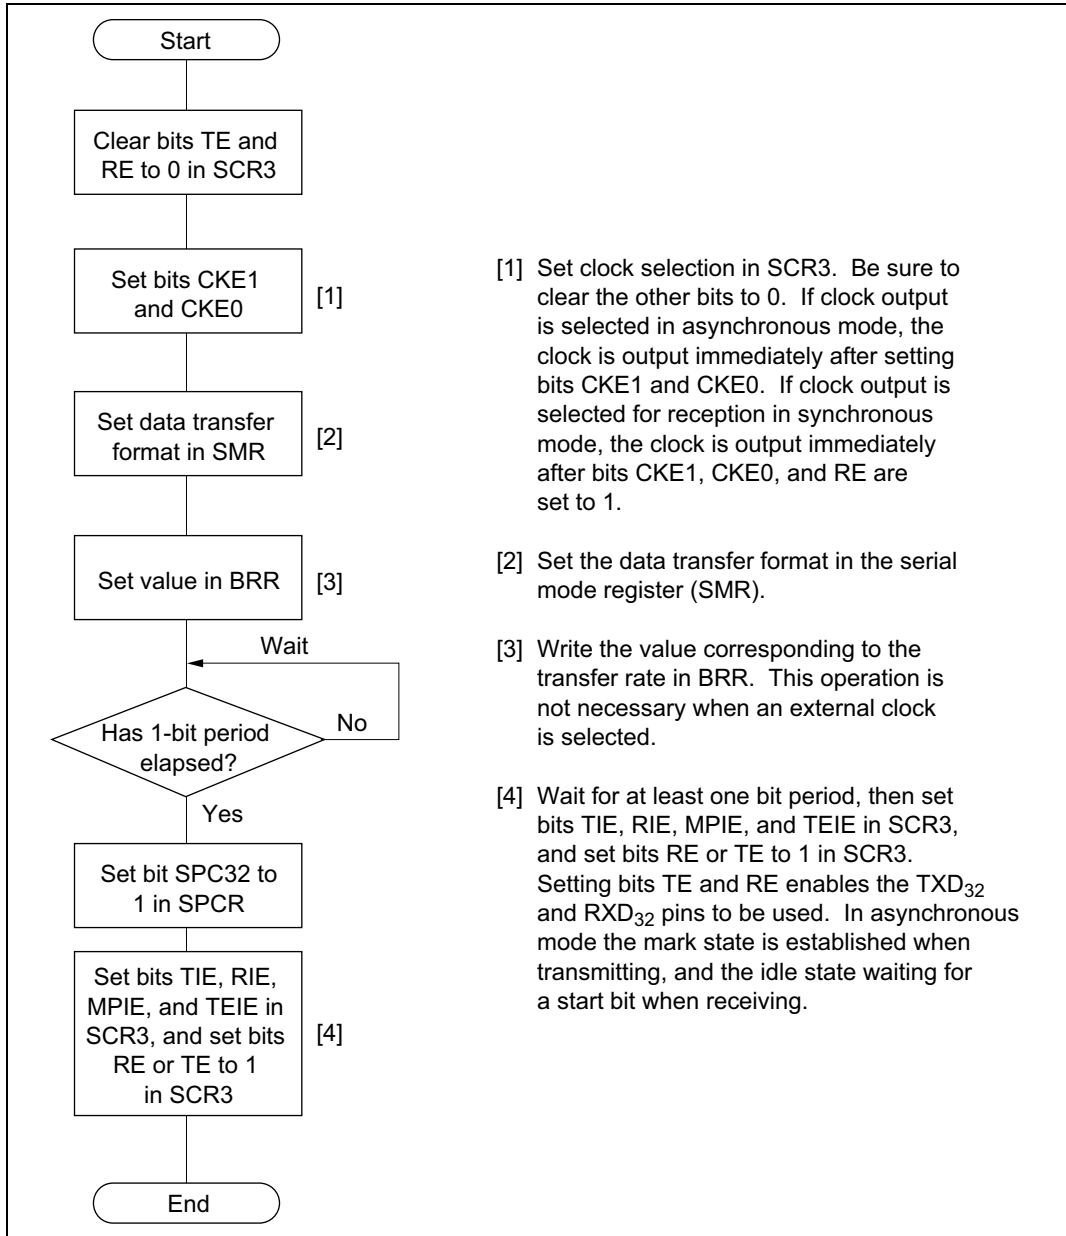 Start
Clear bits TE and
RE to 0 in SCR3
Set bits CKE1
and CKE0
[1]
Set data transfer
format in SMR
[2]
Set value in BRR
[3]
Wait
Has 1-bit period
elapsed?
No
Yes
Set bit SPC32 to
1 in SPCR
Set bits TIE, RIE,
MPIE, and TEIE in
SCR3, and set bits
RE or TE to 1
in SCR3
[4]
End
[1] Set clock selection in SCR3. Be sure to
clear the other bits to 0. If clock output
is selected in asynchronous mode, the
clock is output immediately after setting
bits CKE1 and CKE0. If clock output is
selected for reception in synchronous
mode, the clock is output immediately
after bits CKE1, CKE0, and RE are
set to 1.
[2] Set the data transfer format in the serial
mode register (SMR).
[3] Write the value corresponding to the
transfer rate in BRR. This operation is
not necessary when an external clock
is selected.
[4] Wait for at least one bit period, then set
bits TIE, RIE, MPIE, and TEIE in SCR3,
and set bits RE or TE to 1 in SCR3.
Setting bits TE and RE enables the TXD32
and RXD32 pins to be used. In asynchronous
mode the mark state is established when
transmitting, and the idle state waiting for
a start bit when receiving.